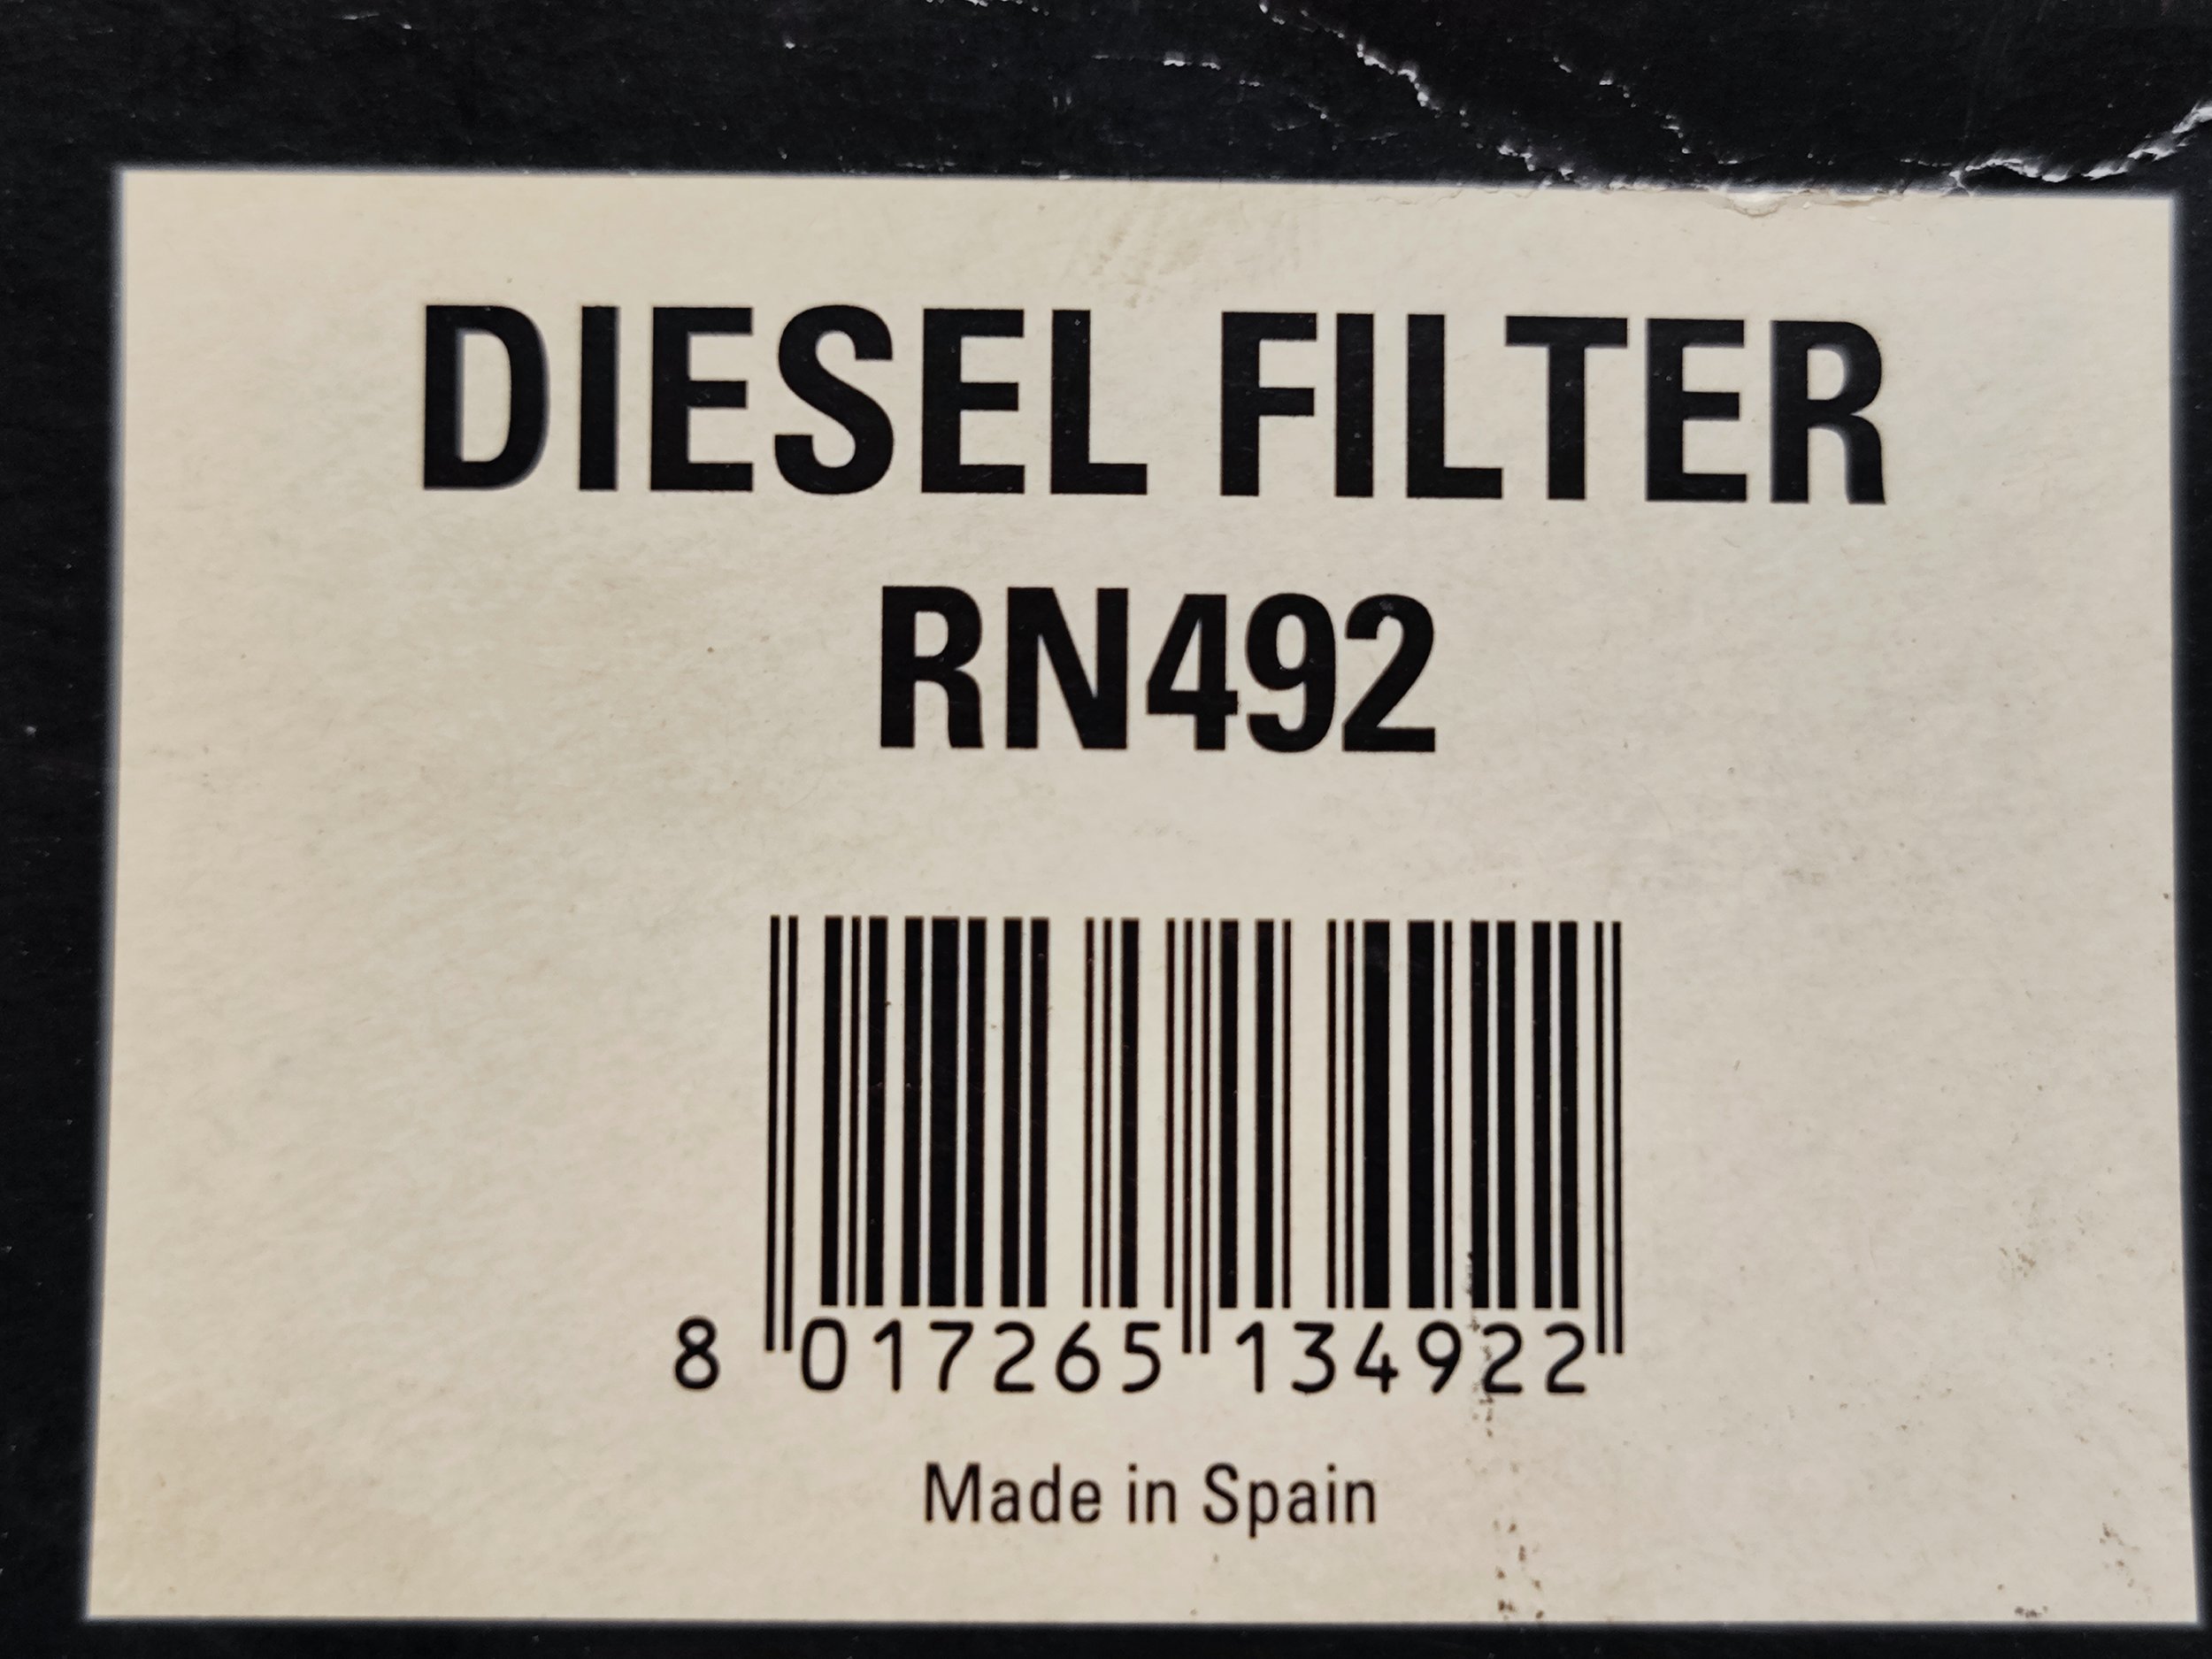 DIESEL FILTER
RN492
8 017265 134922
Made in Spain